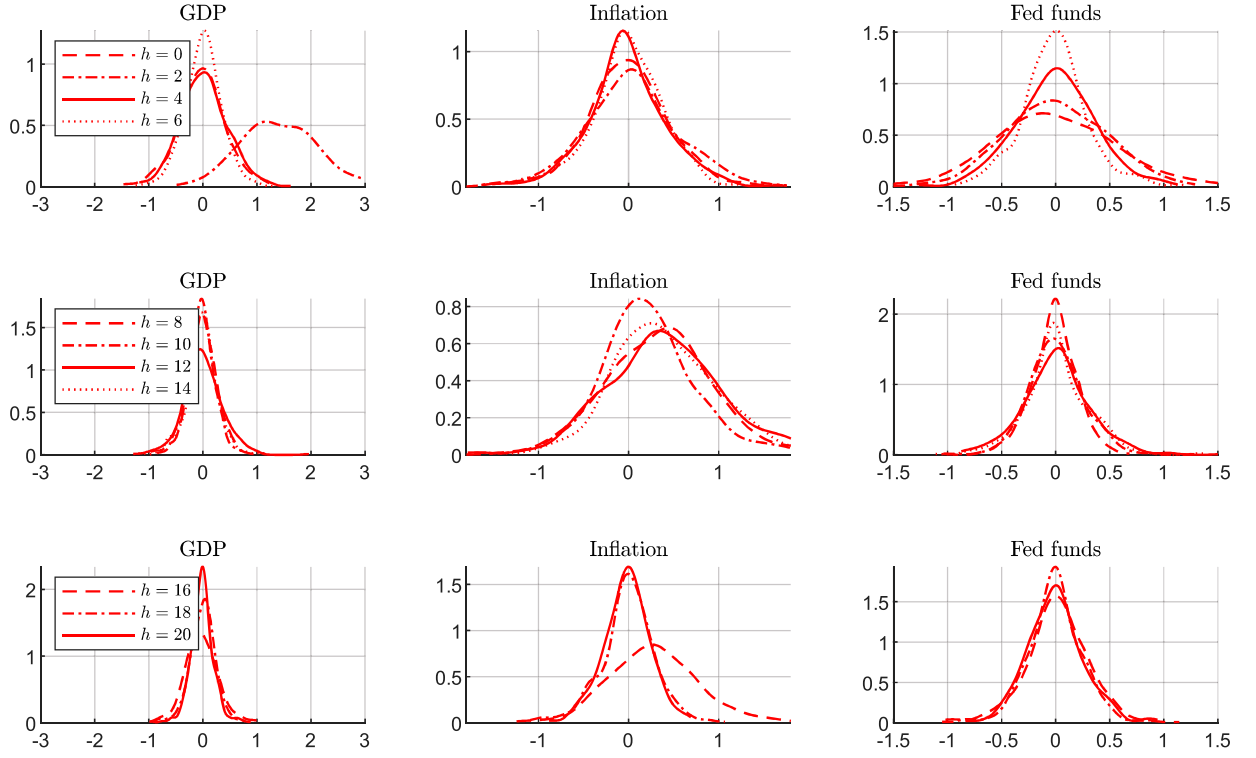 GDP
Inflation
Fed funds
h = 0
h = 2
h = 4
h = 6
0
0.5
1
-3 -2 -1 0 1 2 3
0
0.5
1
-1 0 1
0
0.5
1
1.5
-1.5 -1 -0.5 0 0.5 1 1.5
GDP
Inflation
Fed funds
h = 8
h = 10
h = 12
h = 14
0
0.5
1
1.5
-3 -2 -1 0 1 2 3
0
0.2
0.4
0.6
0.8
-1 0 1
0
1
2
-1.5 -1 -0.5 0 0.5 1 1.5
GDP
Inflation
Fed funds
h = 16
h = 18
h = 20
0
1
2
-3 -2 -1 0 1 2 3
0
0.5
1
1.5
-1 0 1
0
0.5
1
1.5
-1.5 -1 -0.5 0 0.5 1 1.5